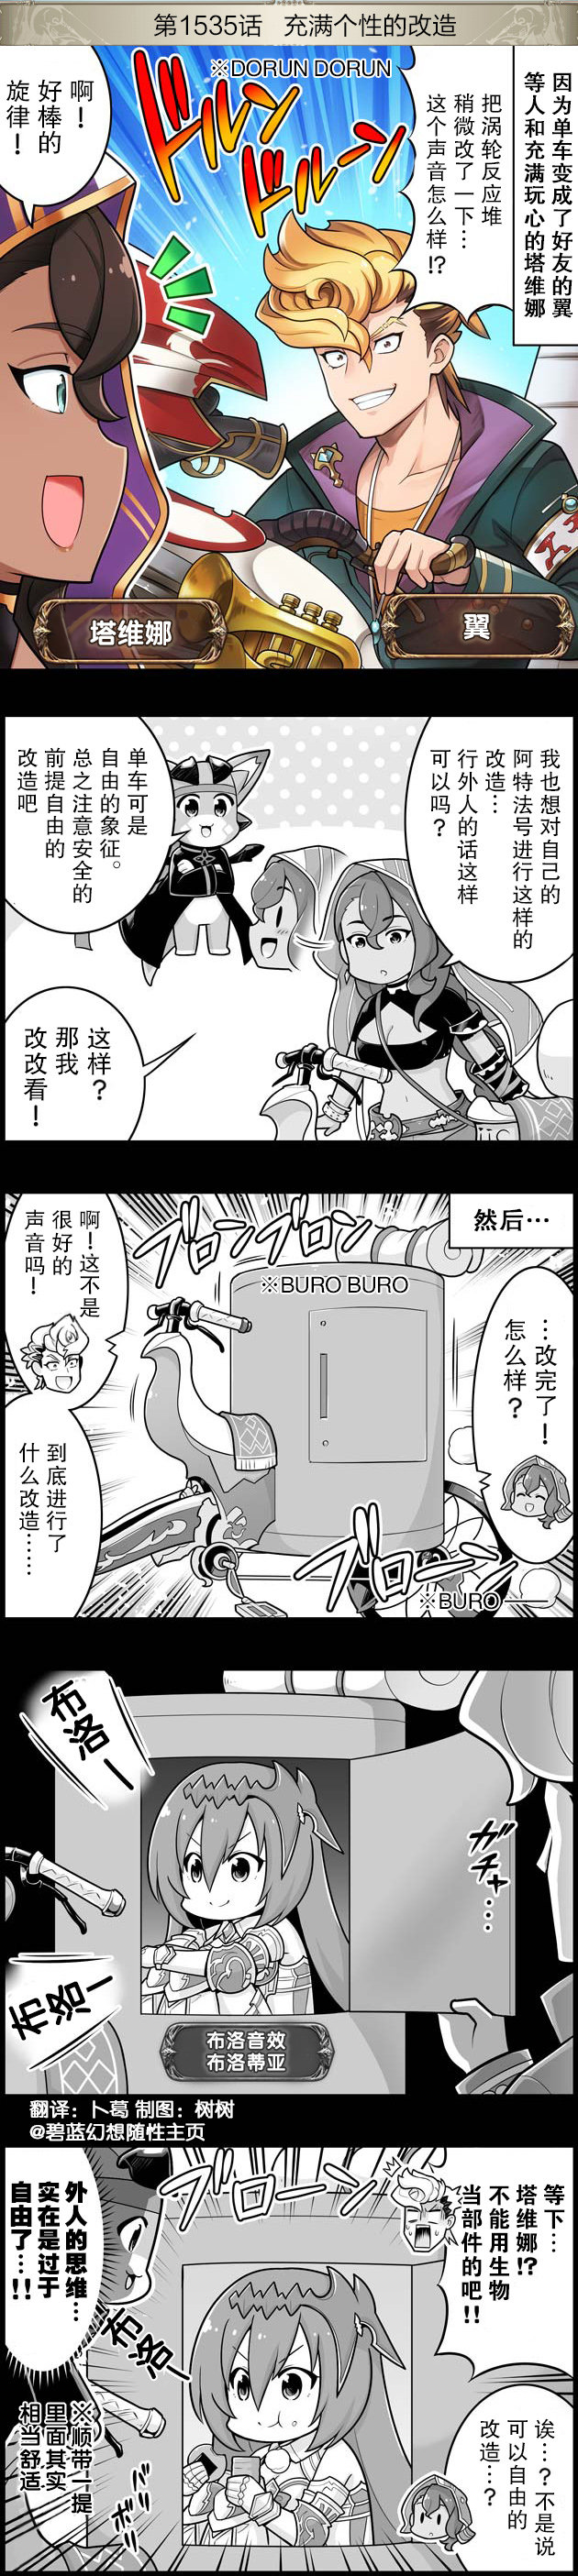 第1535话　充满个性的改造
因为单车变成了好友的翼
等人和充满玩心的塔维娜
※DORUN DORUN
ドルルン
ドルルーン
把涡轮反应堆
稍微改了一下…
这个声音怎么样!?
啊！
好棒的
旋律！
塔维娜
翼
我也想对自己的
阿特法号进行这样的
改造…
行外人的话这样
可以吗？
单车可是
自由的象征。
总之注意安全的
前提自由的
改造吧
这样？
那我
改改看！
然后…
ブロンブロン
※BURO BURO
…改完了！
怎么样？
啊！这不是
很好的
声音吗！
到底进行了
什么改造……
ブローン
※BURO——
布洛ー
ガチャ…
布洛ー
布洛音效
布洛蒂亚
翻译：卜葛 制图：树树
@碧蓝幻想随性主页
ブローン
等下…
塔维娜!?
不能用生物
当部件的吧!!
外人的思维…
实在是过于
自由了…!!
布洛ー
诶…？不是说
可以自由的
改造…？
※顺带一提
里面其实
相当舒适
ボリボリ